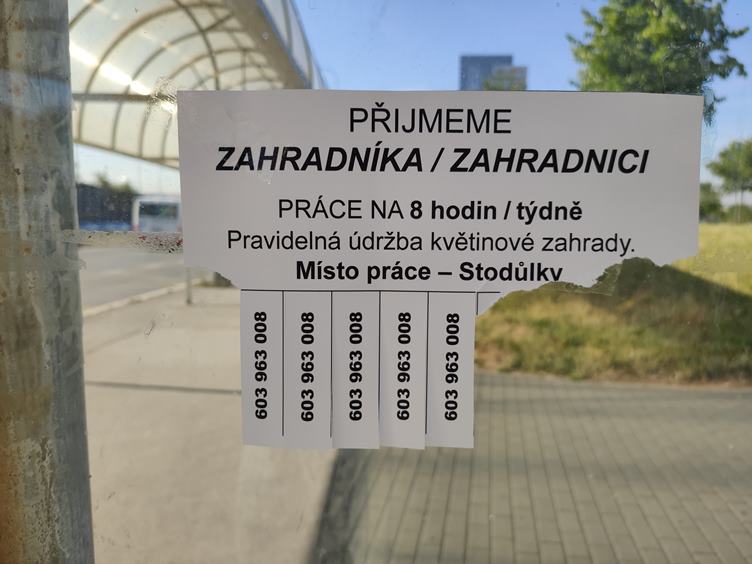 PŘIJMEME
ZAHRADNÍKA / ZAHRADNICI
PRÁCE NA 8 hodin / týdně
Pravidelná údržba květinové zahrady.
Místo práce – Stodůlky
603 963 008
603 963 008
603 963 008
603 963 008
603 963 008